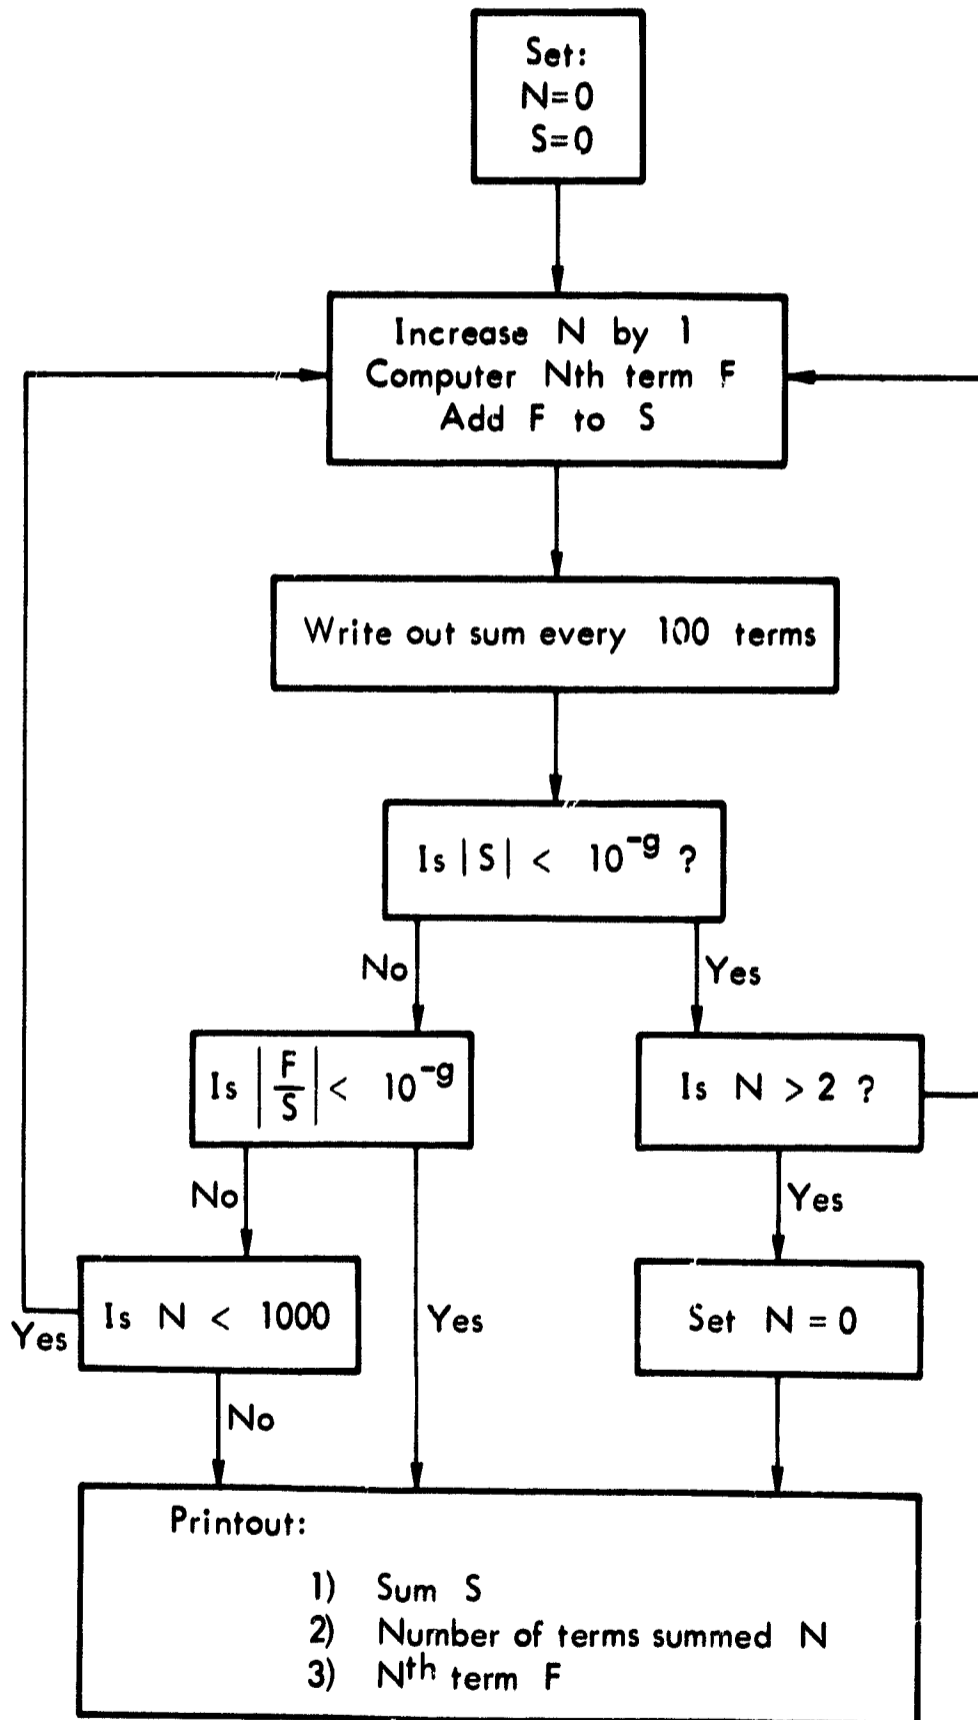 Set:
N=0
S=0
Increase N by 1
Computer Nth term F
Add F to S
Write out sum every 100 terms
Is |S| < 10⁻⁹ ?
No
Yes
Is |F/S| < 10⁻⁹
Is N > 2 ?
No
Yes
Yes
Is N < 1000
Yes
Set N = 0
No
Printout:
1) Sum S
2) Number of terms summed N
3) Nth term F